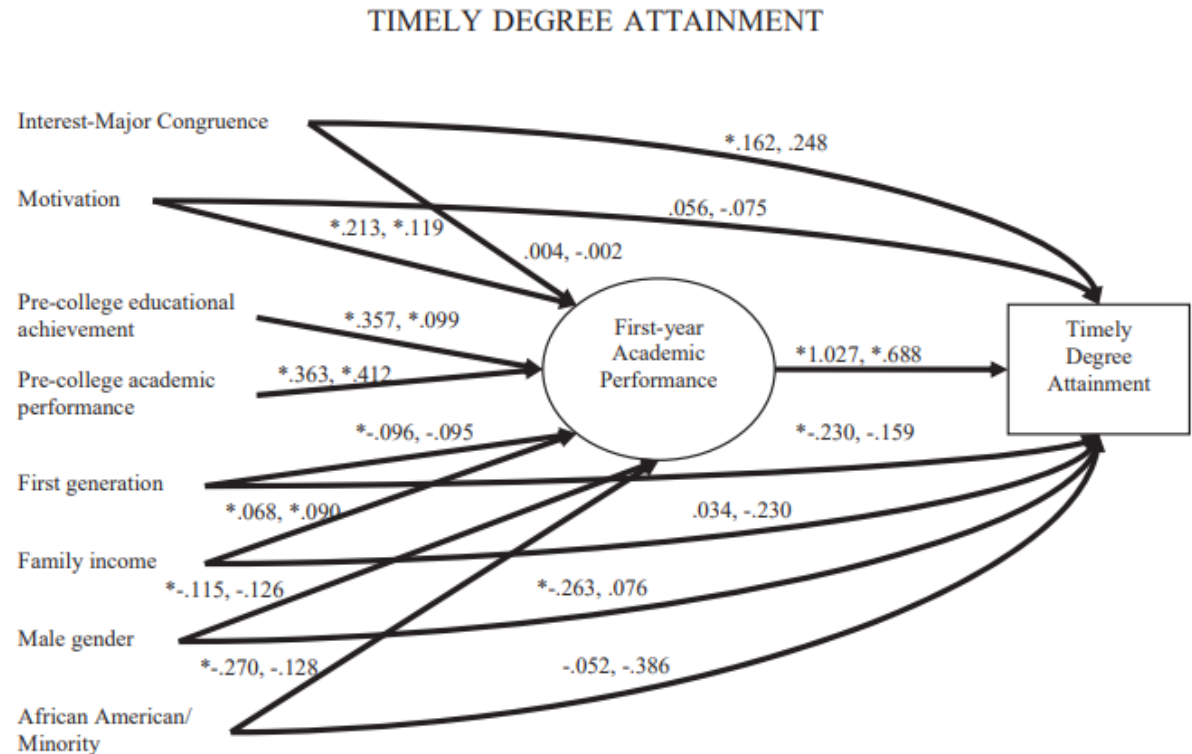 TIMELY DEGREE ATTAINMENT
Interest-Major Congruence
*.162, .248
Motivation
.056, -.075
*.213, *.119
.004, -.002
Pre-college educational
achievement
*.357, *.099
First-year
Academic
Performance
Timely
Degree
Attainment
*1.027, *.688
Pre-college academic
performance
*.363, *.412
*-.096, -.095
*-.230, -.159
First generation
*.068, *.090
.034, -.230
Family income
*-.115, -.126
*-.263, .076
Male gender
*-.270, -.128
-.052, -.386
African American/
Minority